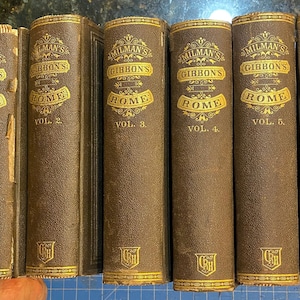 MILMAN'S
GIBBON'S
ROME
VOL. 2.
MILMAN'S
GIBBON'S
ROME
VOL. 3.
MILMAN'S
GIBBON'S
ROME
VOL. 4.
MILMAN'S
GIBBON'S
ROME
VOL. 5.